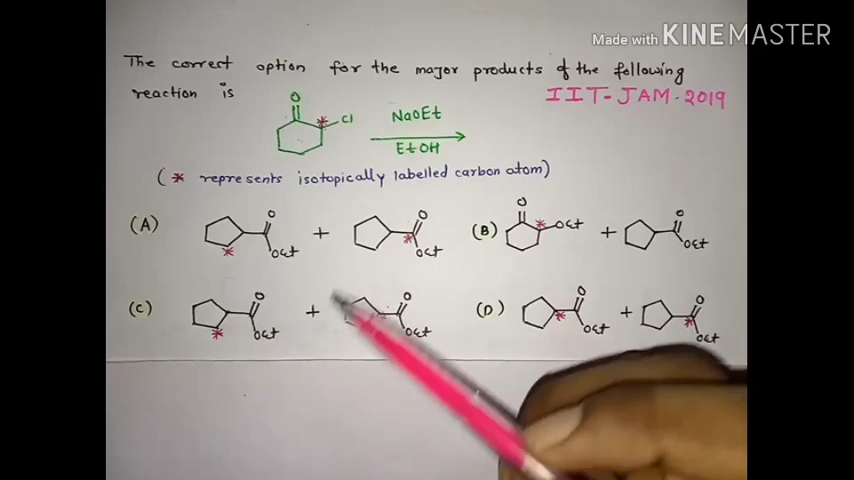 Made with KINEMASTER
The correct option for the major products of the following
reaction is
IIT-JAM-2019
O
* Cl
NaOEt
EtOH
(* represents isotopically labelled carbon atom)
(A) O * OEt + O * OEt
(B) O * OEt + O OEt
(C) O * OEt + O * OEt
(D) O * OEt + O * OEt